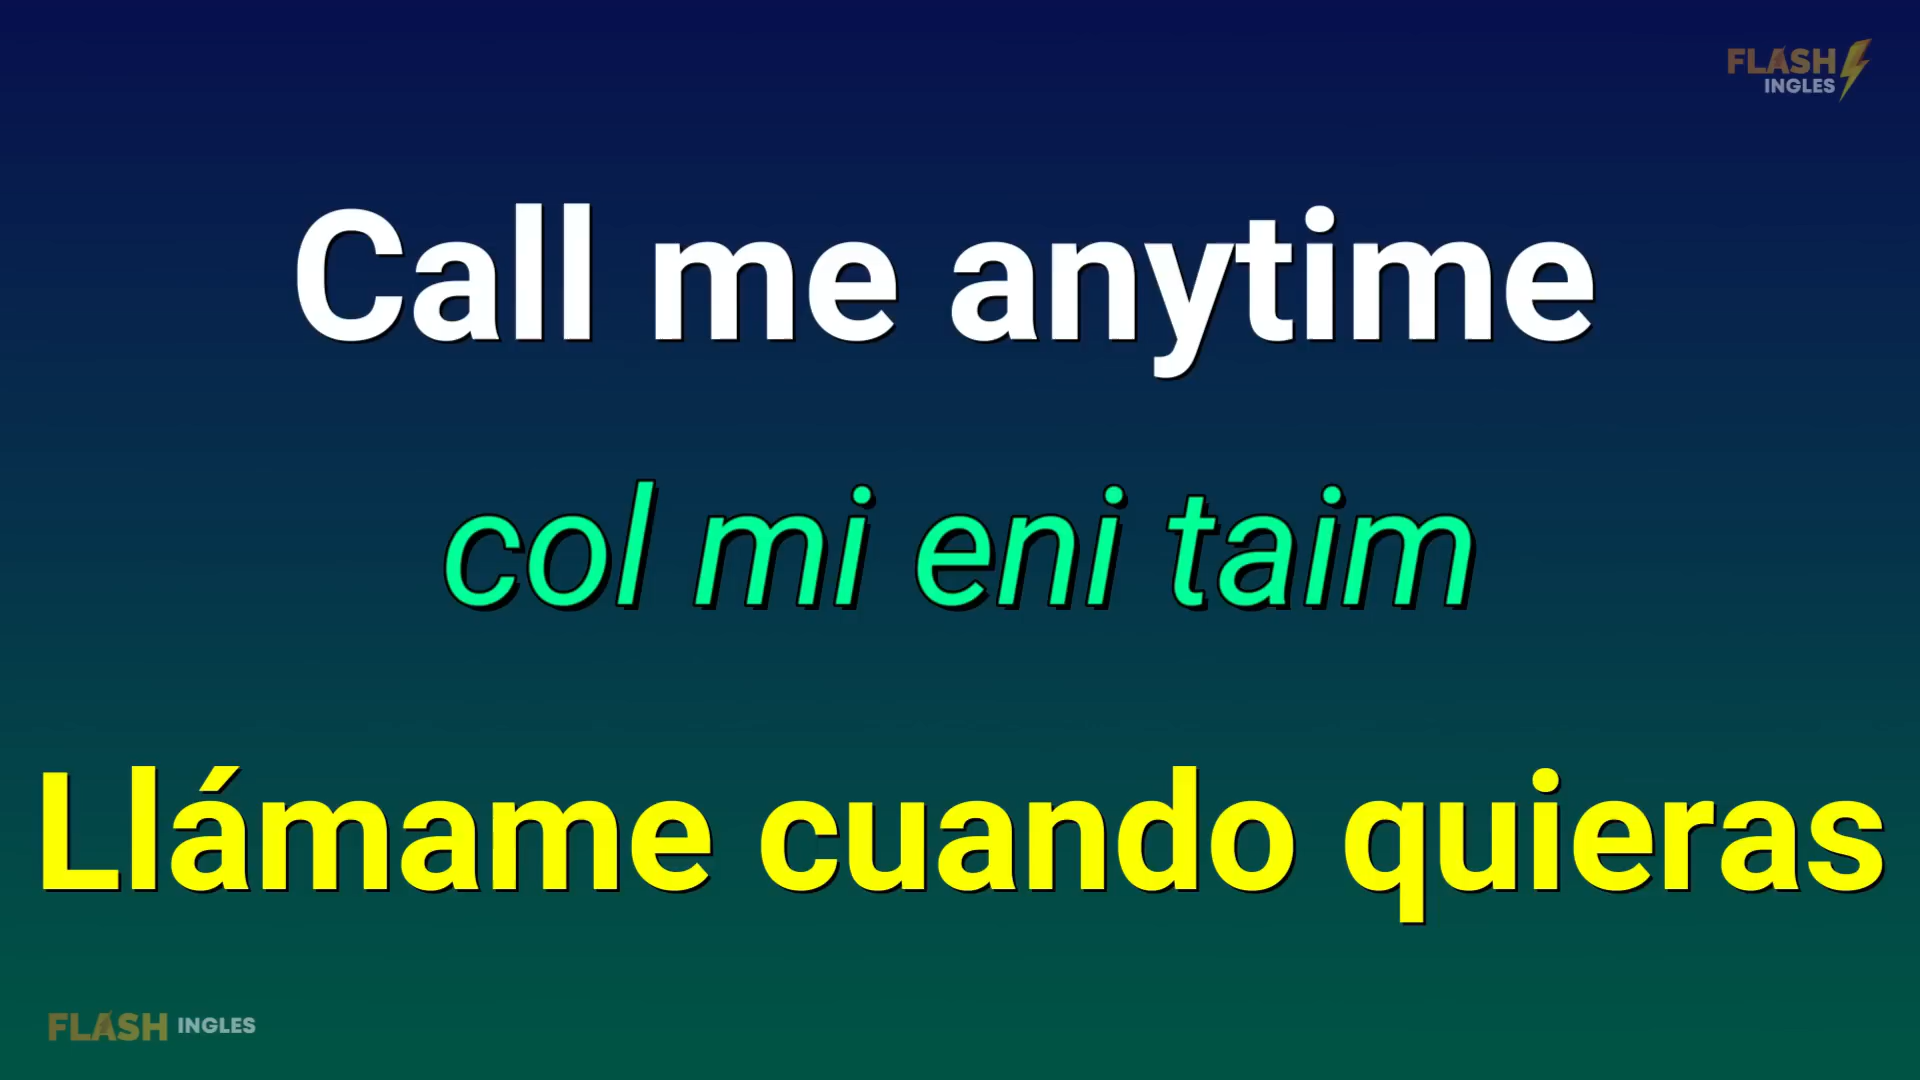 FLASH
INGLES
Call me anytime
col mi eni taim
Llámame cuando quieras
FLASH INGLES